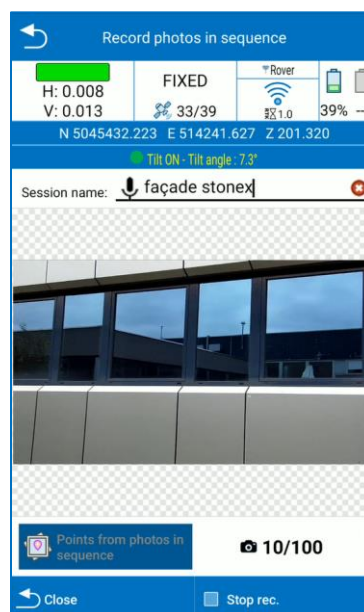 Record photos in sequence
H: 0.008
V: 0.013
FIXED
33/39
Rover
1.0
39%
--
N 5045432.223 E 514241.627 Z 201.320
Tilt ON - Tilt angle : 7.3°
Session name: façade stonex
Points from photos in
sequence
10/100
Close
Stop rec.